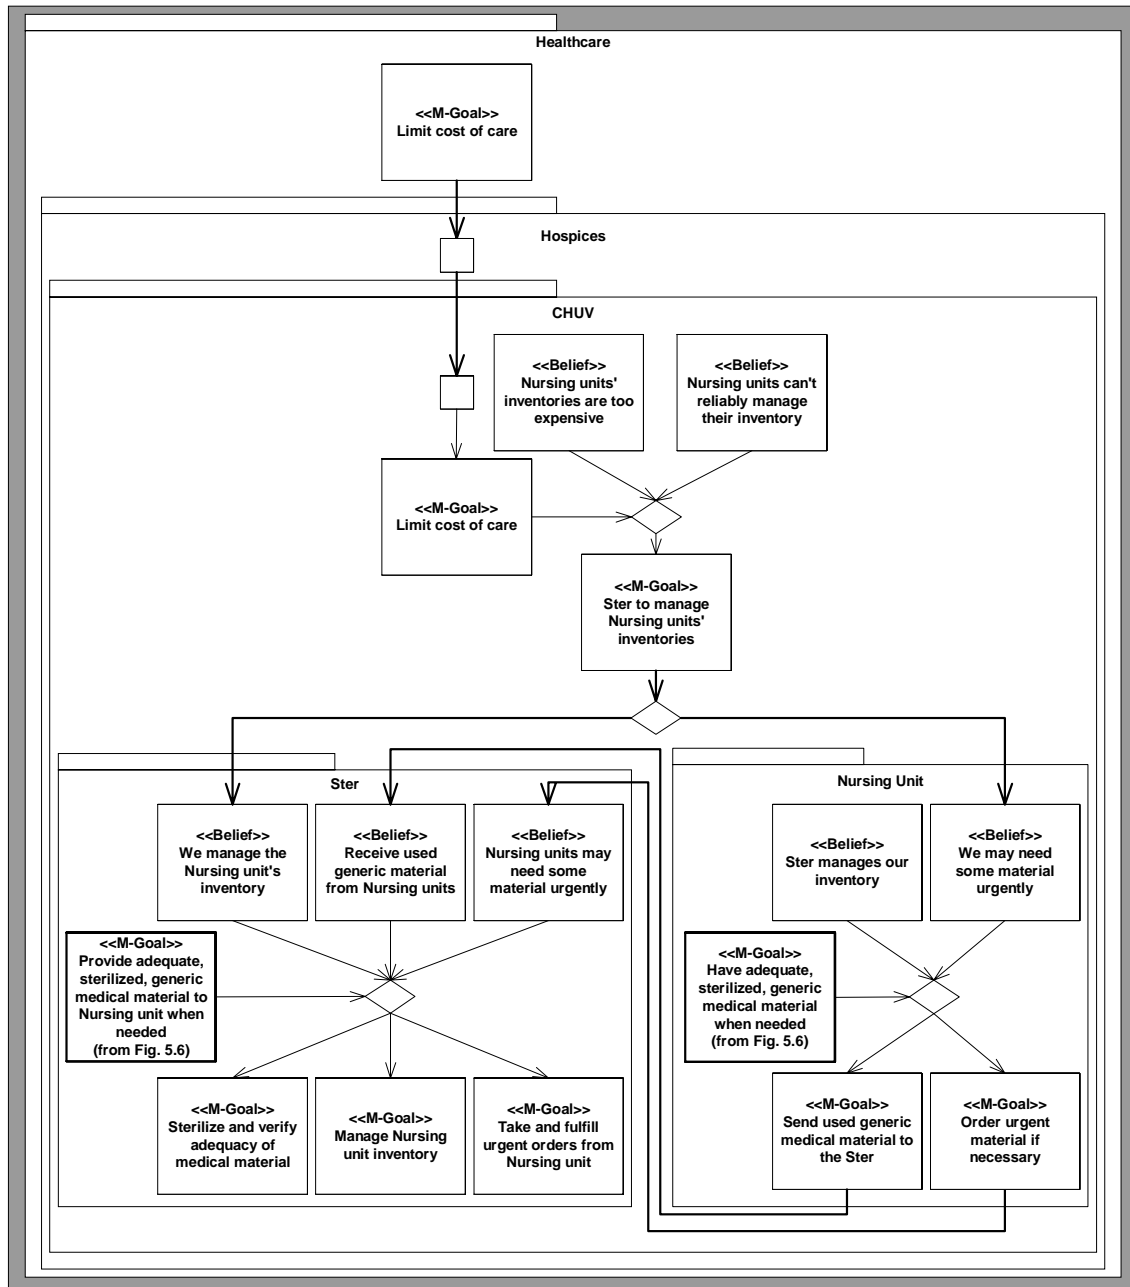 Healthcare
<<M-Goal>>
Limit cost of care
Hospices
CHUV
<<Belief>>
Nursing units'
inventories are too
expensive
<<Belief>>
Nursing units can't
reliably manage
their inventory
<<M-Goal>>
Limit cost of care
<<M-Goal>>
Ster to manage
Nursing units'
inventories
Ster
<<Belief>>
We manage the
Nursing unit's
inventory
<<Belief>>
Receive used
generic material
from Nursing units
<<Belief>>
Nursing units may
need some
material urgently
<<M-Goal>>
Provide adequate,
sterilized, generic
medical material to
Nursing unit when
needed
(from Fig. 5.6)
<<M-Goal>>
Sterilize and verify
adequacy of
medical material
<<M-Goal>>
Manage Nursing
unit inventory
<<M-Goal>>
Take and fulfill
urgent orders from
Nursing unit
Nursing Unit
<<Belief>>
Ster manages our
inventory
<<Belief>>
We may need
some material
urgently
<<M-Goal>>
Have adequate,
sterilized, generic
medical material
when needed
(from Fig. 5.6)
<<M-Goal>>
Send used generic
medical material to
the Ster
<<M-Goal>>
Order urgent
material if
necessary